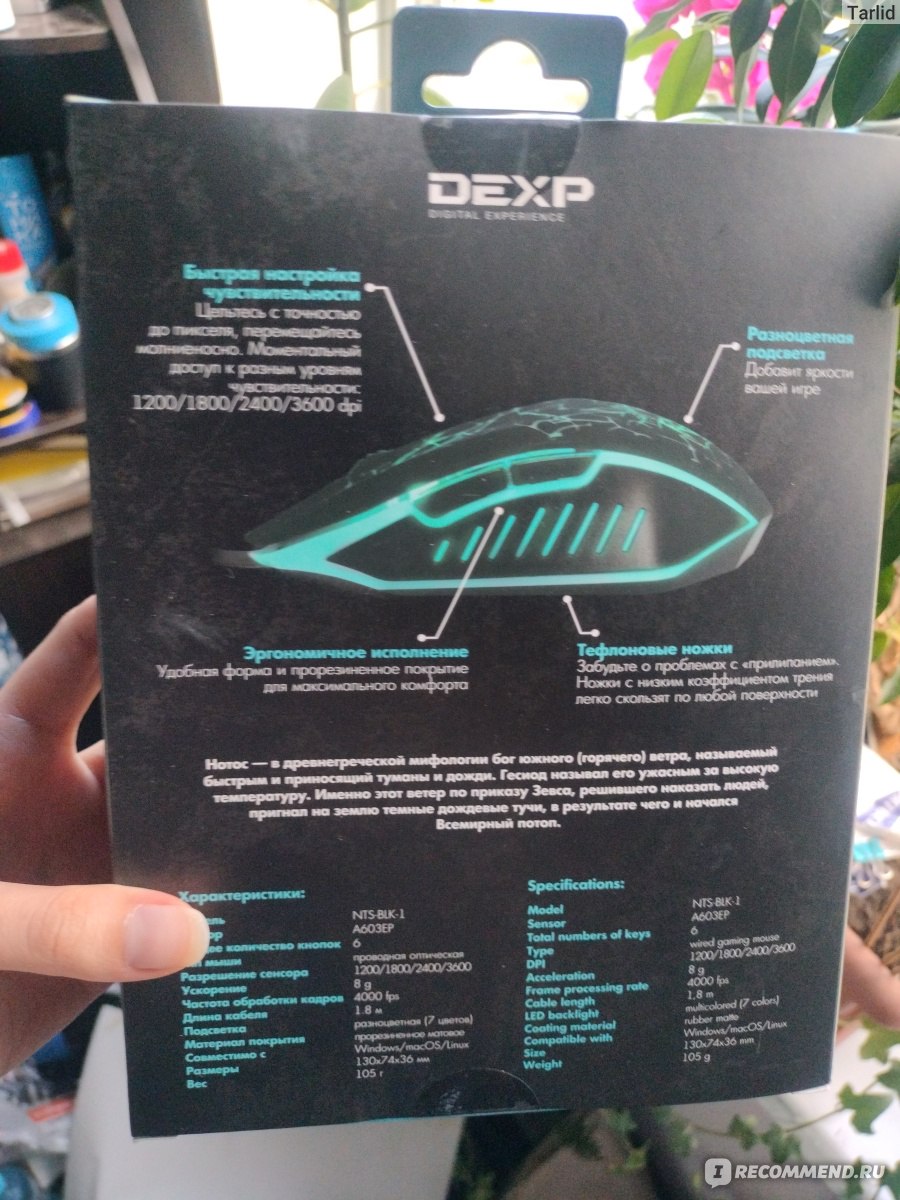 Tarlid
DEXP
DIGITAL EXPERIENCE
Быстрая настройка
чувствительности
Цельтесь с точностью
до пикселя, перемещайтесь
молниеносно. Моментальный
доступ к разным уровням
чувствительности:
1200/1800/2400/3600 dpi
Разноцветная
подсветка
Добавит яркости
вашей игре
Эргономичное исполнение
Удобная форма и прорезиненное покрытие
для максимального комфорта
Тефлоновые ножки
Забудьте о проблемах с «прилипанием».
Ножки с низким коэффициентом трения
легко скользят по любой поверхности
Нотос — в древнегреческой мифологии бог южного (горячего) ветра, называемый
быстрым и приносящий туманы и дожди. Гесиод называл его ужасным за высокую
температуру. Именно этот ветер по приказу Зевса, решившего наказать людей,
пригнал на землю темные дождевые тучи, в результате чего и начался
Всемирный потоп.
Характеристики:
ель NTS-BLK-1
ор A603EP
ее количество кнопок 6
мыши проводная оптическая
Разрешение сенсора 1200/1800/2400/3600
Ускорение 8 g
Частота обработки кадров 4000 fps
Длина кабеля 1.8 м
Подсветка разноцветная (7 цветов)
Материал покрытия прорезиненное матовое
Совместимо с Windows/macOS/Linux
Размеры 130x74x36 мм
Вес 105 г
Specifications:
Model NTS-BLK-1
Sensor A603EP
Total numbers of keys 6
Type wired gaming mouse
DPI 1200/1800/2400/3600
Acceleration 8 g
Frame processing rate 4000 fps
Cable length 1,8 m
LED backlight multicolored (7 colors)
Coating material rubber matte
Compatible with Windows/macOS/Linux
Size 130x74x36 mm
Weight 105 g
IRECOMMEND.RU